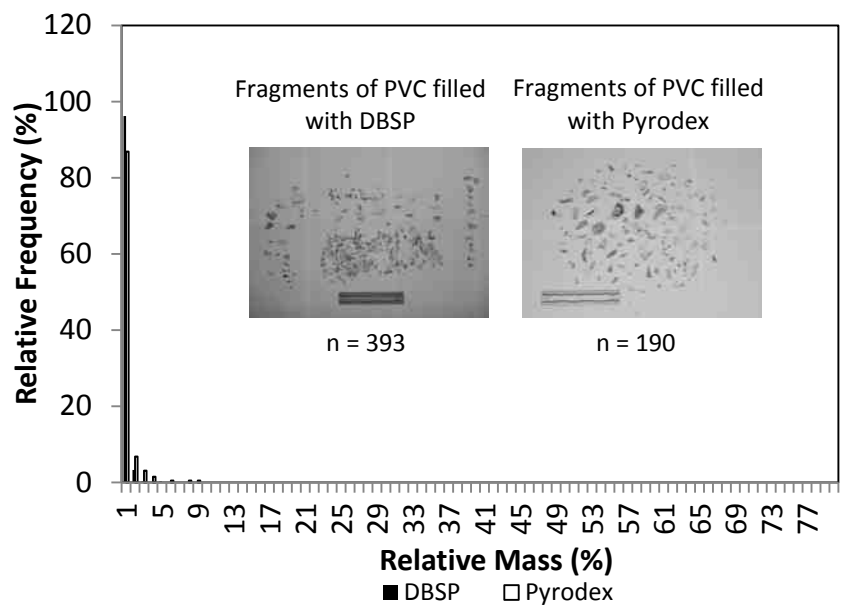 120
100
80
60
40
20
0
Relative Frequency (%)
Fragments of PVC filled
with DBSP
Fragments of PVC filled
with Pyrodex
n = 393
n = 190
1 5 9 13 17 21 25 29 33 37 41 45 49 53 57 61 65 69 73 77
Relative Mass (%)
DBSP Pyrodex